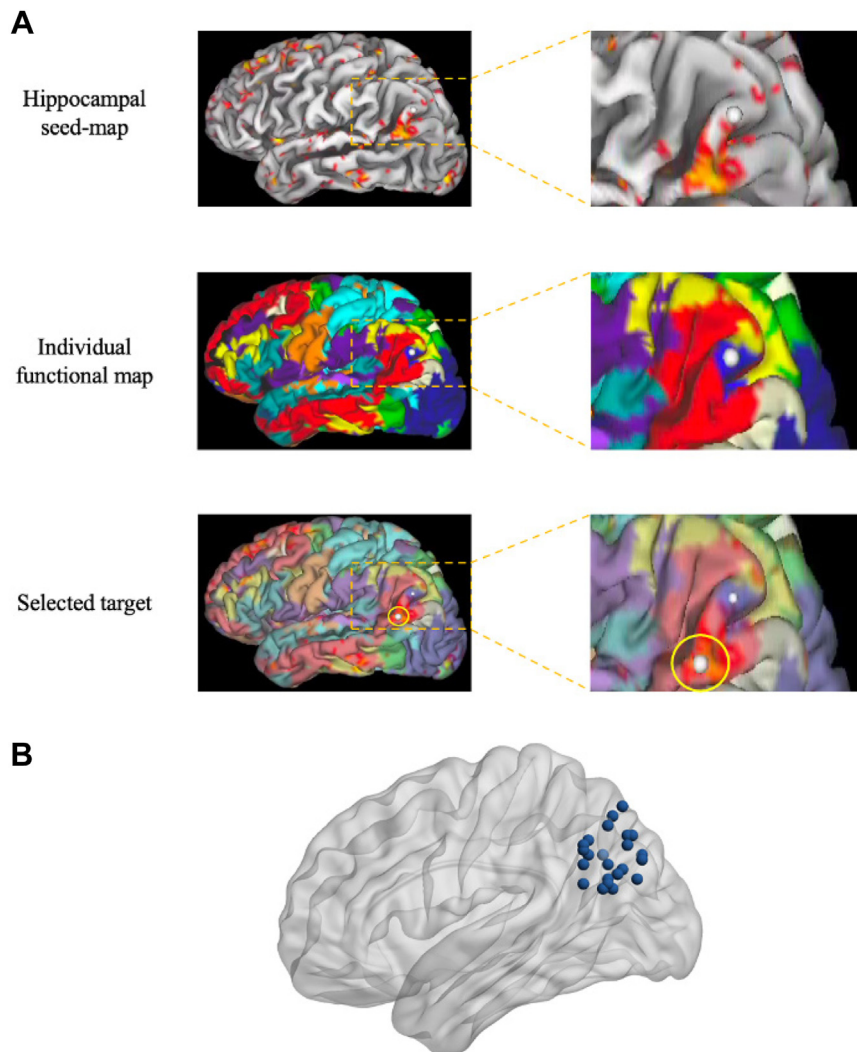 A
Hippocampal
seed-map
Individual
functional map
Selected target
B